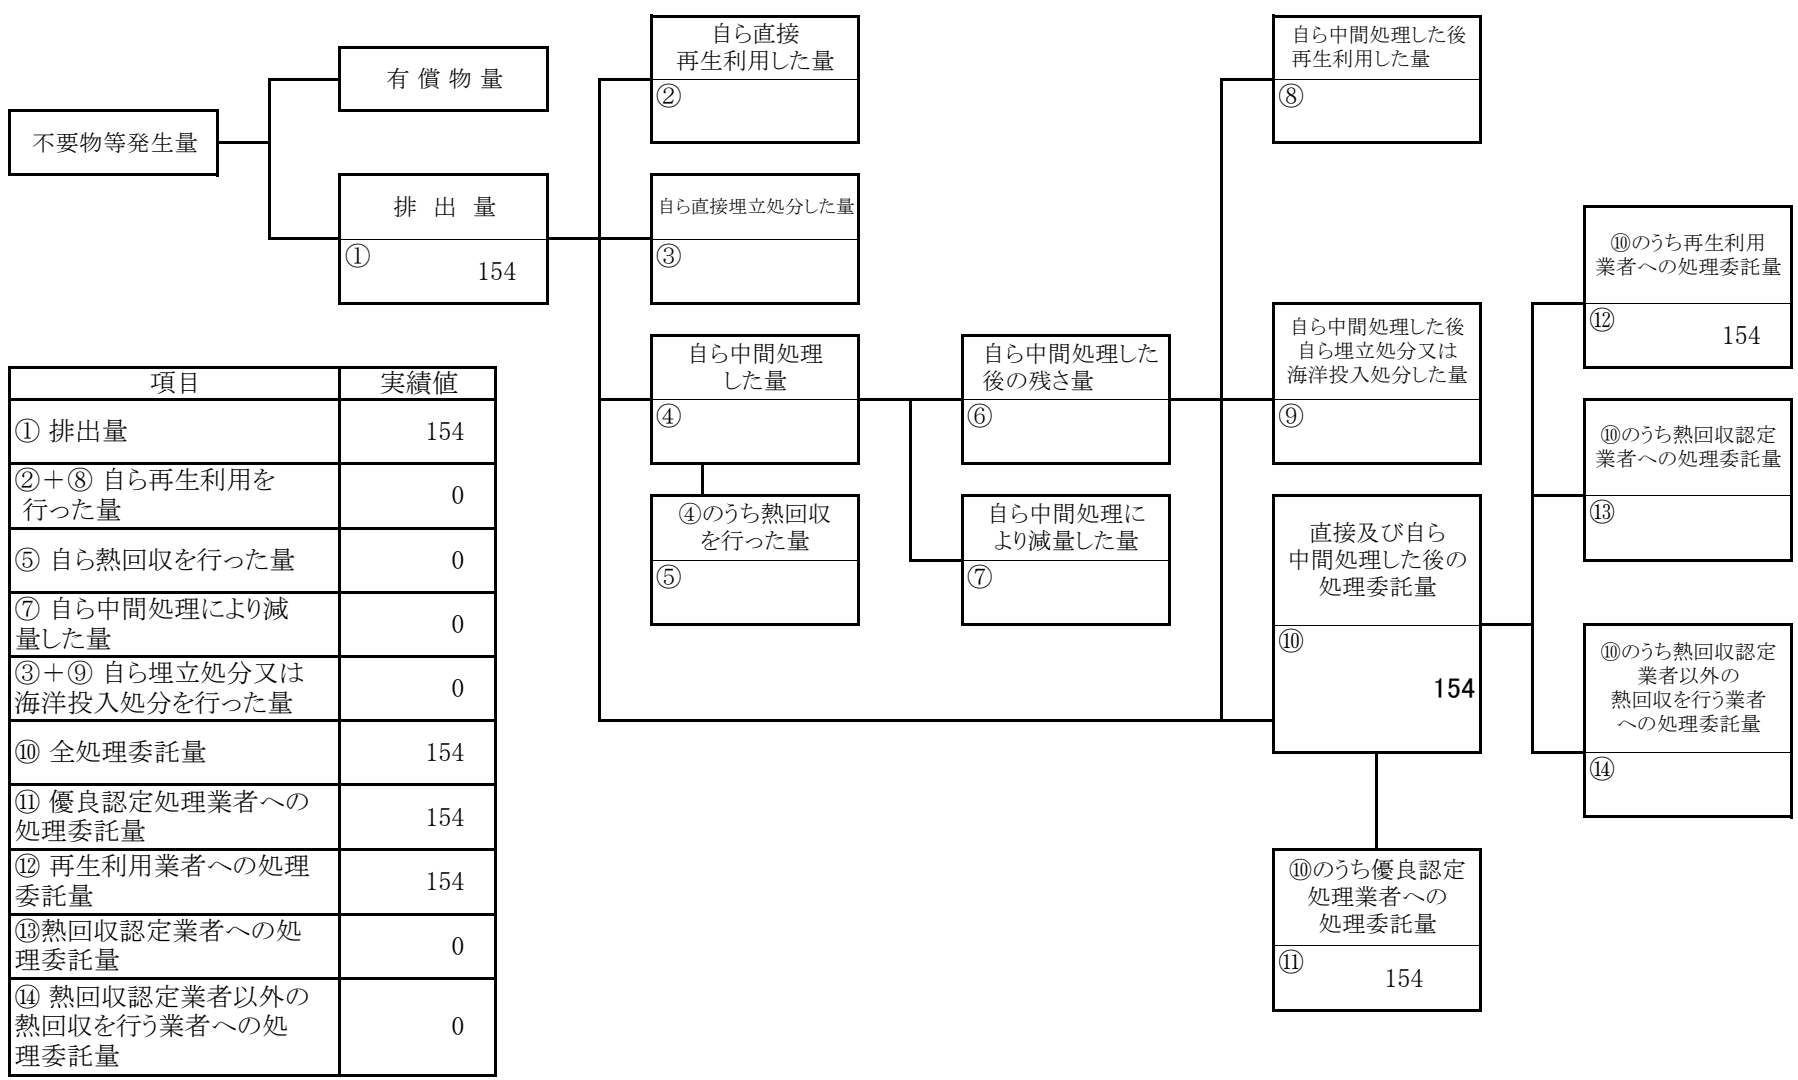 不要物等発生量
有 償 物 量
排 出 量
①
154
自ら直接
再生利用した量
②
自ら直接埋立処分した量
③
自ら中間処理
した量
④
④のうち熱回収
を行った量
⑤
自ら中間処理した
後の残さ量
⑥
自ら中間処理に
より減量した量
⑦
自ら中間処理した後
再生利用した量
⑧
自ら中間処理した後
自ら埋立処分又は
海洋投入処分した量
⑨
直接及び自ら
中間処理した後の
処理委託量
⑩
154
⑩のうち優良認定
処理業者への
処理委託量
⑪
154
⑩のうち再生利用
業者への処理委託量
⑫
154
⑩のうち熱回収認定
業者への処理委託量
⑬
⑩のうち熱回収認定
業者以外の
熱回収を行う業者
への処理委託量
⑭
項目 実績値
① 排出量 154
②＋⑧ 自ら再生利用を
行った量 0
⑤ 自ら熱回収を行った量 0
⑦ 自ら中間処理により減
量した量 0
③＋⑨ 自ら埋立処分又は
海洋投入処分を行った量 0
⑩ 全処理委託量 154
⑪ 優良認定処理業者への
処理委託量 154
⑫ 再生利用業者への処理
委託量 154
⑬熱回収認定業者への処
理委託量 0
⑭ 熱回収認定業者以外の
熱回収を行う業者への処
理委託量 0